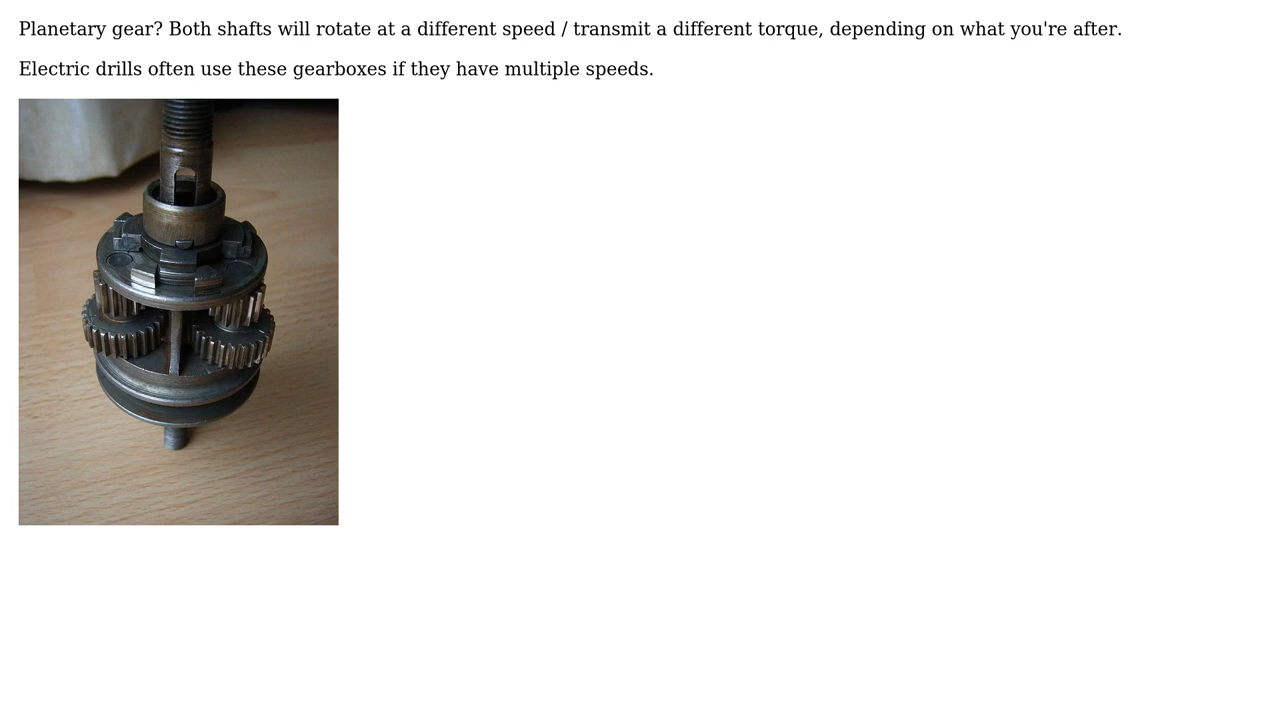 Planetary gear? Both shafts will rotate at a different speed / transmit a different torque, depending on what you're after.
Electric drills often use these gearboxes if they have multiple speeds.